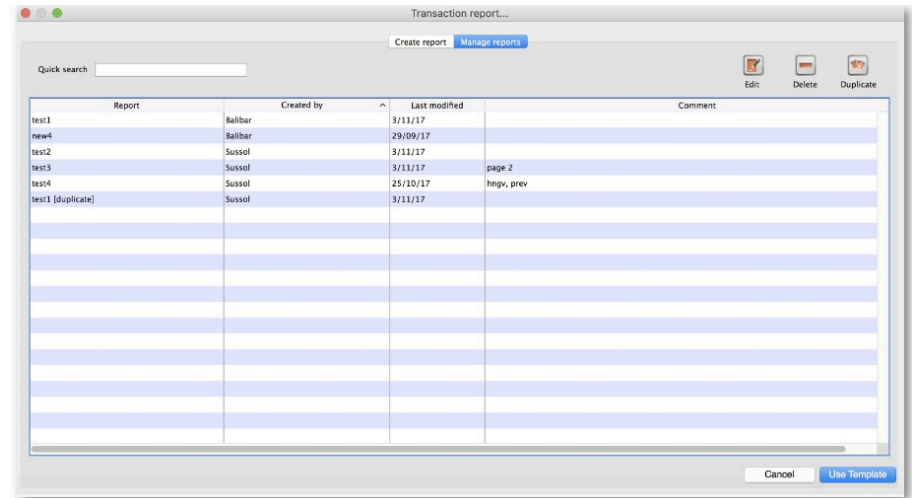 Transaction report...
Create report Manage reports
Quick search
Edit Delete Duplicate
Report Created by Last modified Comment
test1 Balibar 3/11/17
new4 Balibar 29/09/17
test2 Sussol 3/11/17
test3 Sussol 3/11/17 page 2
test4 Sussol 25/10/17 hngv, prev
test1 [duplicate] Sussol 3/11/17
Cancel Use Template